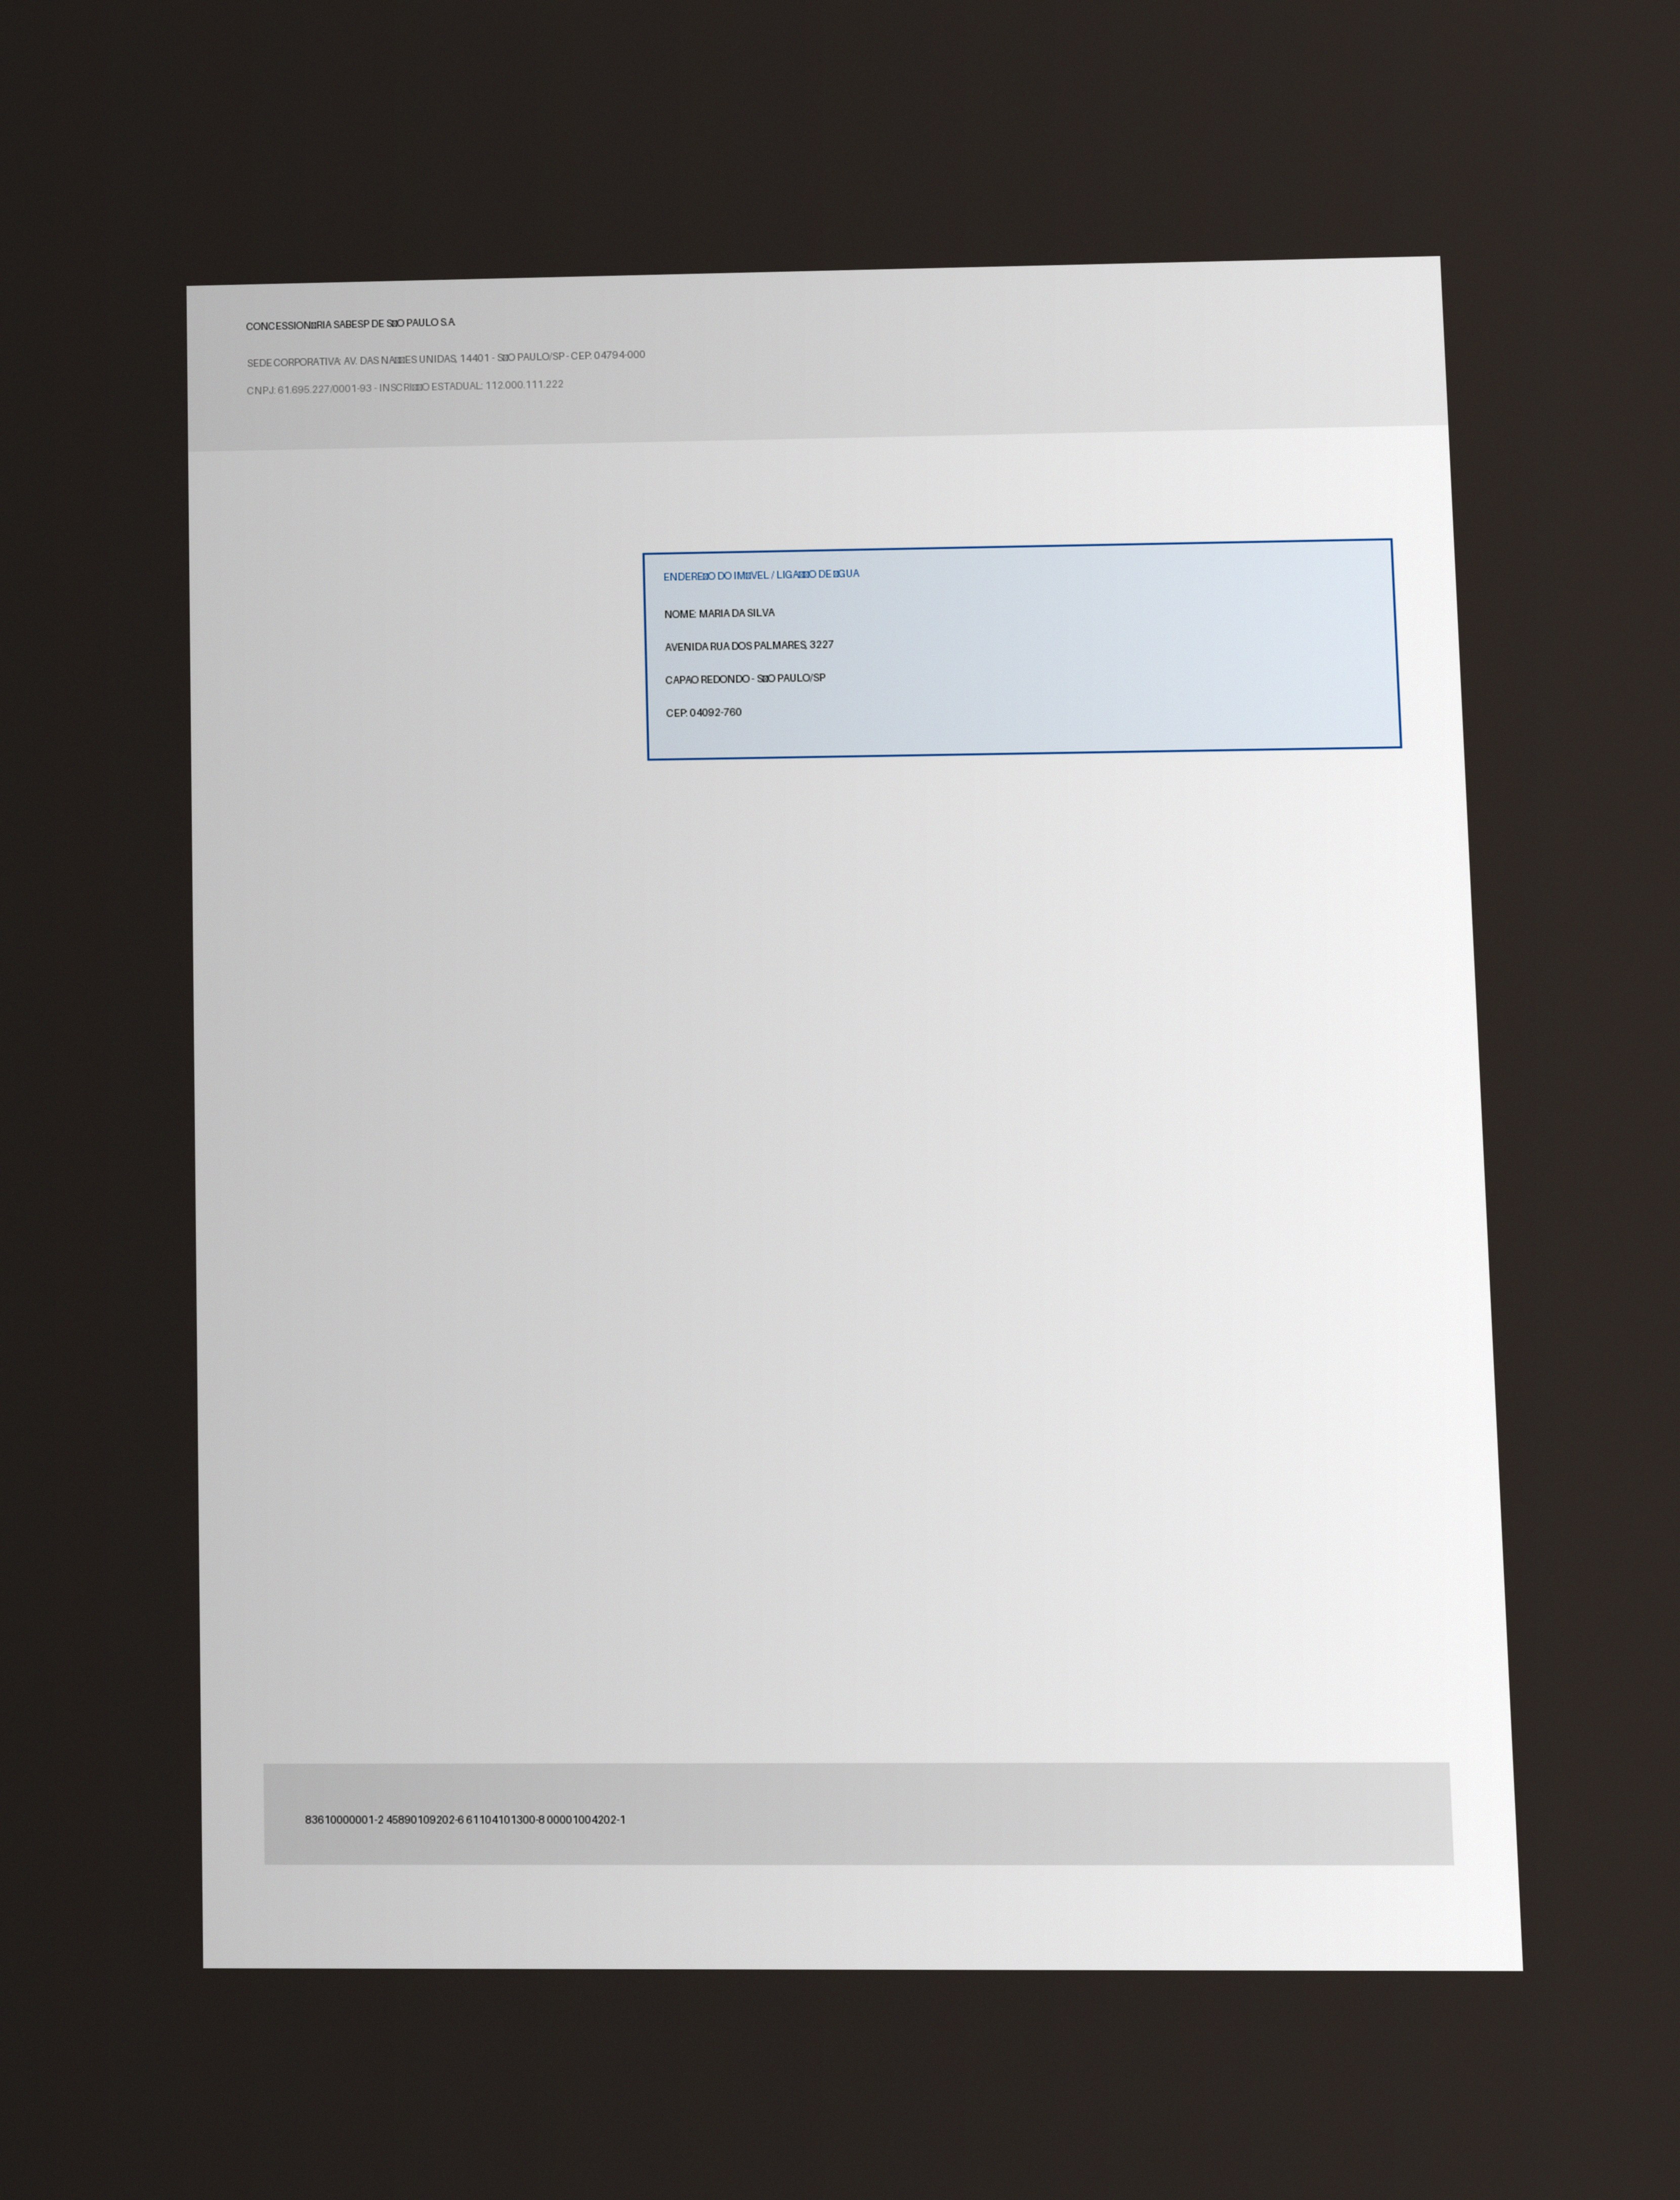 CONCESSION□RIA SABESP DE S□O PAULO S.A.
SEDE CORPORATIVA: AV. DAS NA□□ES UNIDAS, 14401 - S□O PAULO/SP - CEP: 04794-000
CNPJ: 61.695.227/0001-93 - INSCRI□□O ESTADUAL: 112.000.111.222
ENDERE□O DO IM□VEL / LIGA□□O DE □GUA
NOME: MARIA DA SILVA
AVENIDA RUA DOS PALMARES, 3227
CAPAO REDONDO - S□O PAULO/SP
CEP: 04092-760
83610000001-2 45890109202-6 61104101300-8 00001004202-1